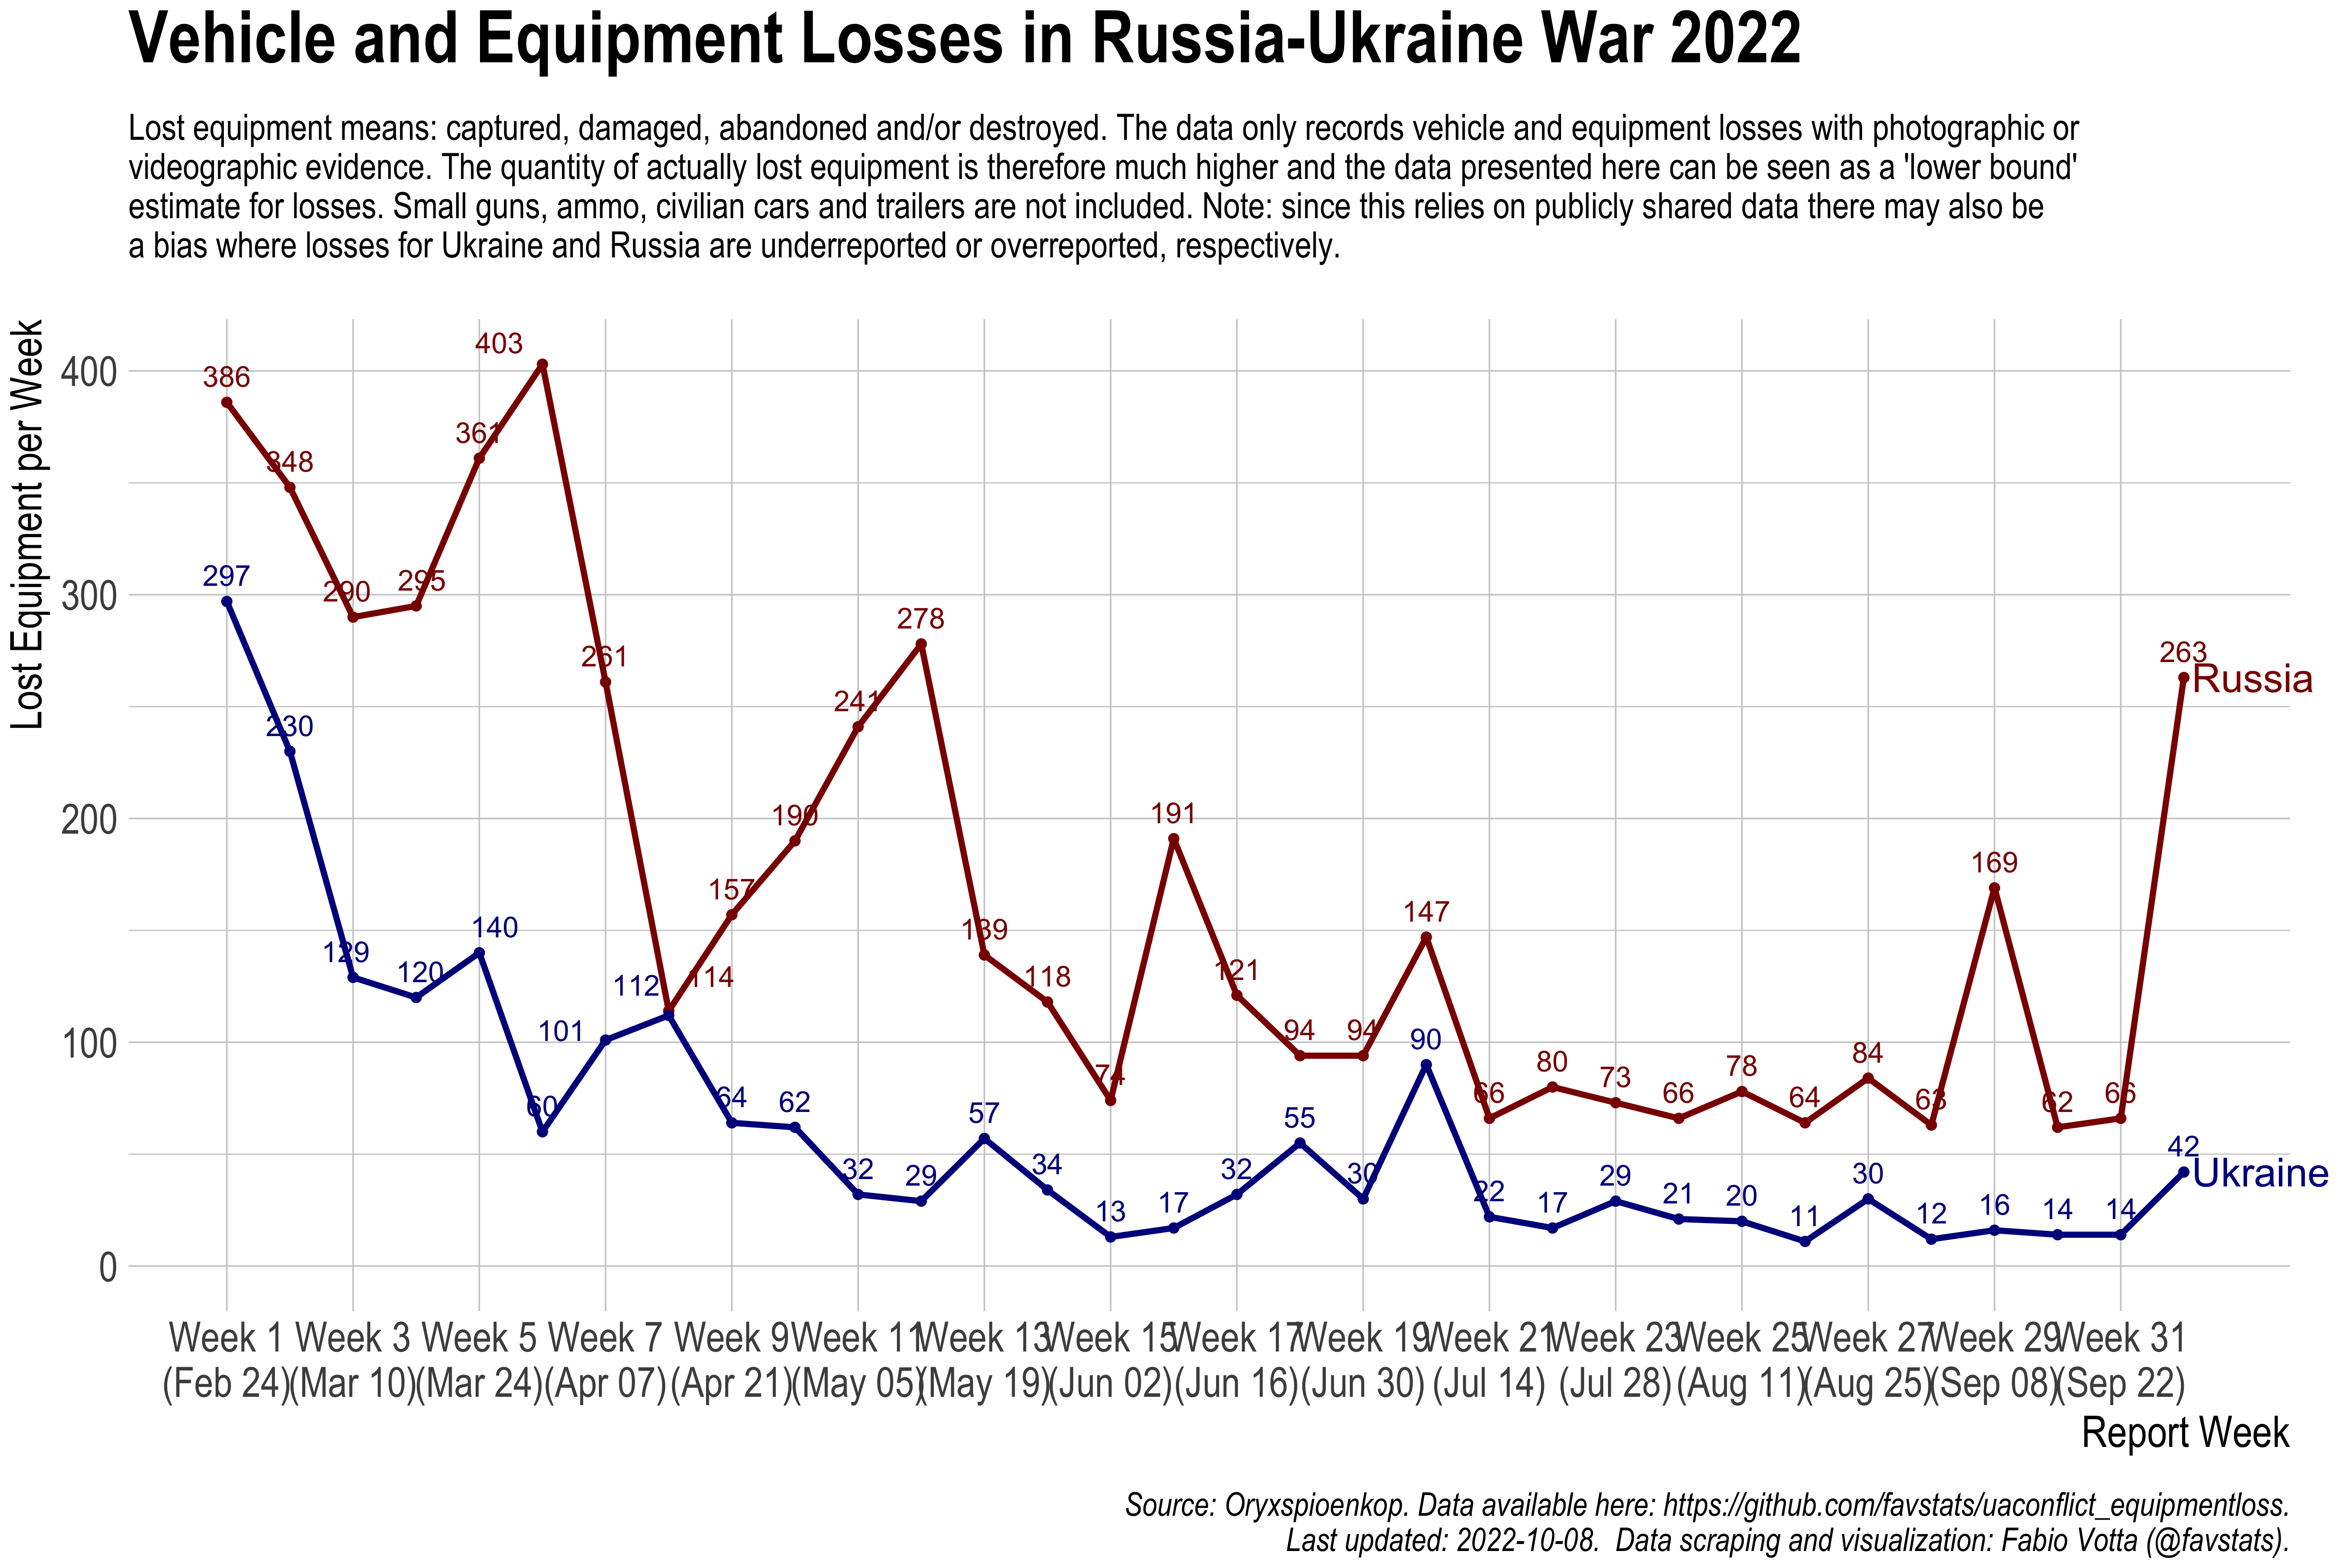 Vehicle and Equipment Losses in Russia-Ukraine War 2022
Lost equipment means: captured, damaged, abandoned and/or destroyed. The data only records vehicle and equipment losses with photographic or
videographic evidence. The quantity of actually lost equipment is therefore much higher and the data presented here can be seen as a 'lower bound'
estimate for losses. Small guns, ammo, civilian cars and trailers are not included. Note: since this relies on publicly shared data there may also be
a bias where losses for Ukraine and Russia are underreported or overreported, respectively.
Lost Equipment per Week
400
300
200
100
0
386
348
290
295
361
403
261
114
157
190
241
278
139
118
74
191
121
94
94
147
66
80
73
66
78
64
84
63
169
62
66
263
Russia
297
230
129
120
140
60
101
112
64
62
32
29
57
34
13
17
32
55
30
90
22
17
29
21
20
11
30
12
16
14
14
42
Ukraine
Week 1
(Feb 24)
Week 3
(Mar 10)
Week 5
(Mar 24)
Week 7
(Apr 07)
Week 9
(Apr 21)
Week 11
(May 05)
Week 13
(May 19)
Week 15
(Jun 02)
Week 17
(Jun 16)
Week 19
(Jun 30)
Week 21
(Jul 14)
Week 23
(Jul 28)
Week 25
(Aug 11)
Week 27
(Aug 25)
Week 29
(Sep 08)
Week 31
(Sep 22)
Report Week
Source: Oryxspioenkop. Data available here: https://github.com/favstats/uaconflict_equipmentloss.
Last updated: 2022-10-08.  Data scraping and visualization: Fabio Votta (@favstats).